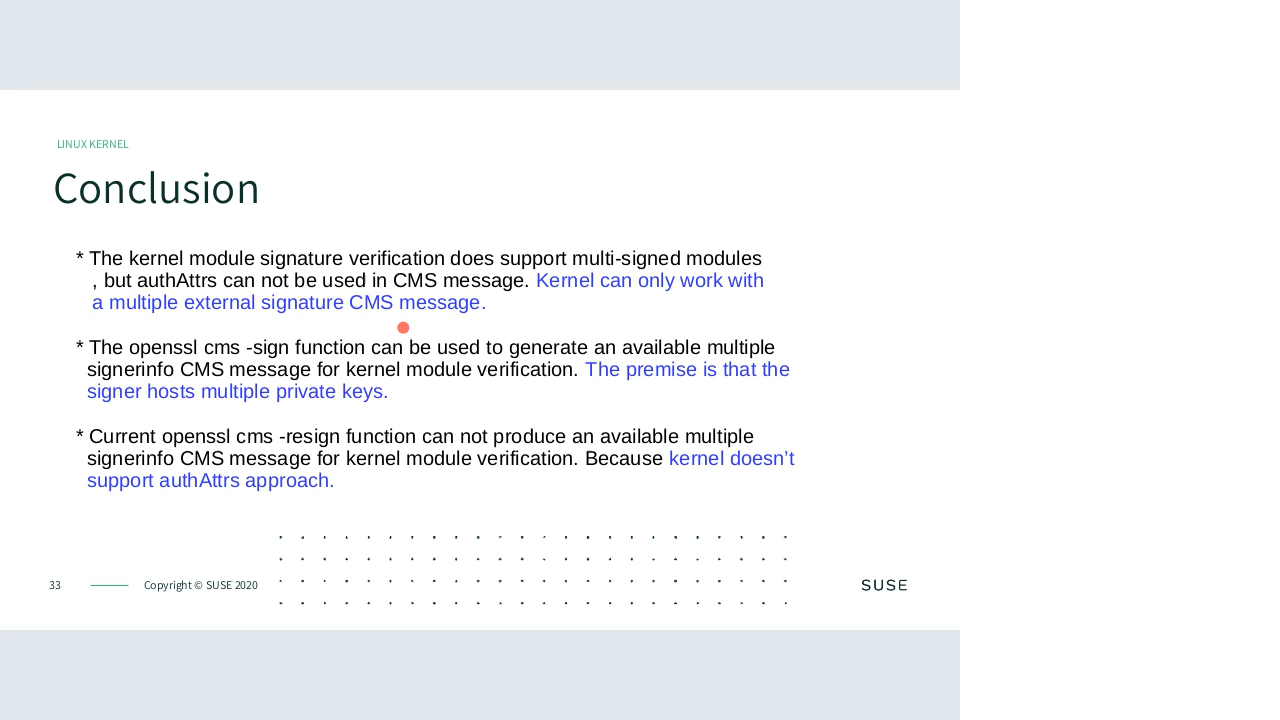 LINUX KERNEL
Conclusion
* The kernel module signature verification does support multi-signed modules
, but authAttrs can not be used in CMS message. Kernel can only work with
a multiple external signature CMS message.
* The openssl cms -sign function can be used to generate an available multiple
signerinfo CMS message for kernel module verification. The premise is that the
signer hosts multiple private keys.
* Current openssl cms -resign function can not produce an available multiple
signerinfo CMS message for kernel module verification. Because kernel doesn’t
support authAttrs approach.
33
Copyright © SUSE 2020
SUSE